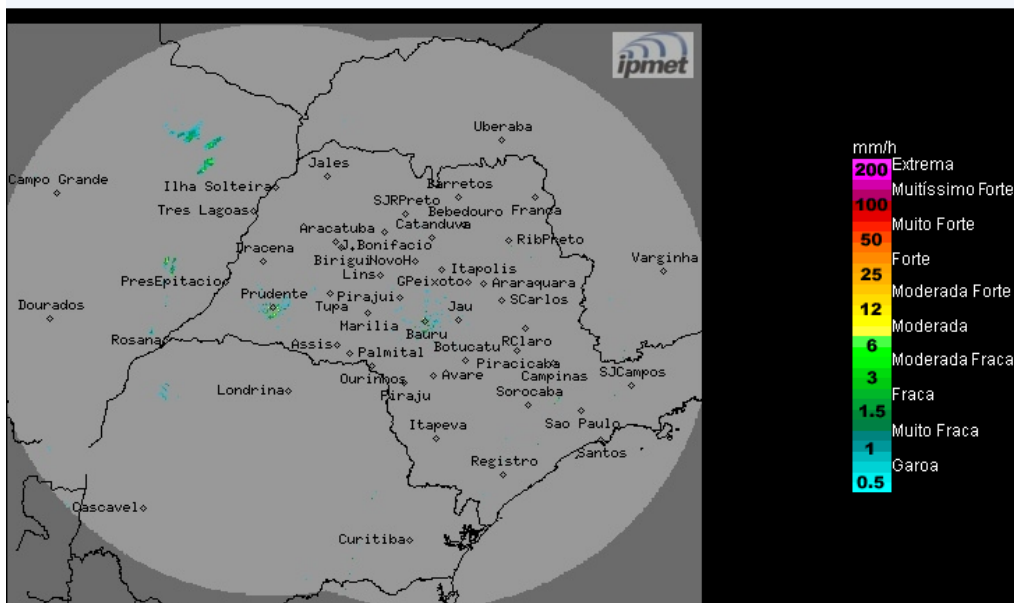 ipmet
Uberaba
Jales
Campo Grande
Ilha Solteira
Barretos
SJRPreto
Tres Lagoas
Bebedouro
Franca
Catanduva
Aracatuba
RibPreto
Dracena
J.Bonifacio
Varginha
Birigui
NovoH
Lins
Itapolis
PresEpitacio
GPeixoto
Araraquara
Prudente
Dourados
Tupa
Pirajui
SCarlos
Jau
Marilia
Bauru
Rosana
Assis
Botucatu
RClaro
Palmital
Piracicaba
Ourinhos
Avare
Campinas
SJCampos
Londrina
Piraju
Sorocaba
Itapeva
Sao Paulo
Santos
Registro
Cascavel
Curitiba
mm/h
200 Extrema
Muitíssimo Forte
100
Muito Forte
50
Forte
25
Moderada Forte
12
Moderada
6
Moderada Fraca
3
Fraca
1.5
Muito Fraca
1
Garoa
0.5